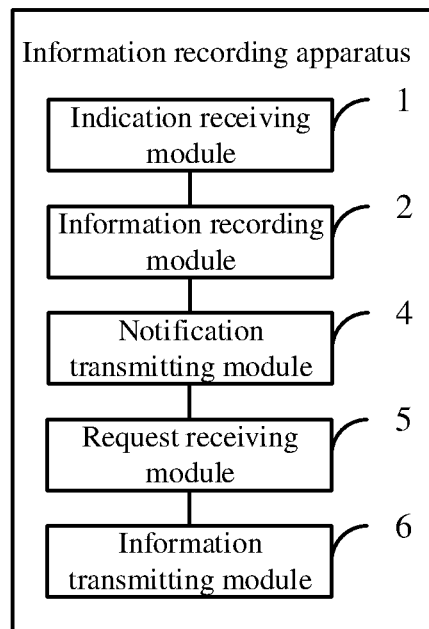 Information recording apparatus
1
Indication receiving
module
2
Information recording
module
4
Notification
transmitting module
5
Request receiving
module
6
Information
transmitting module